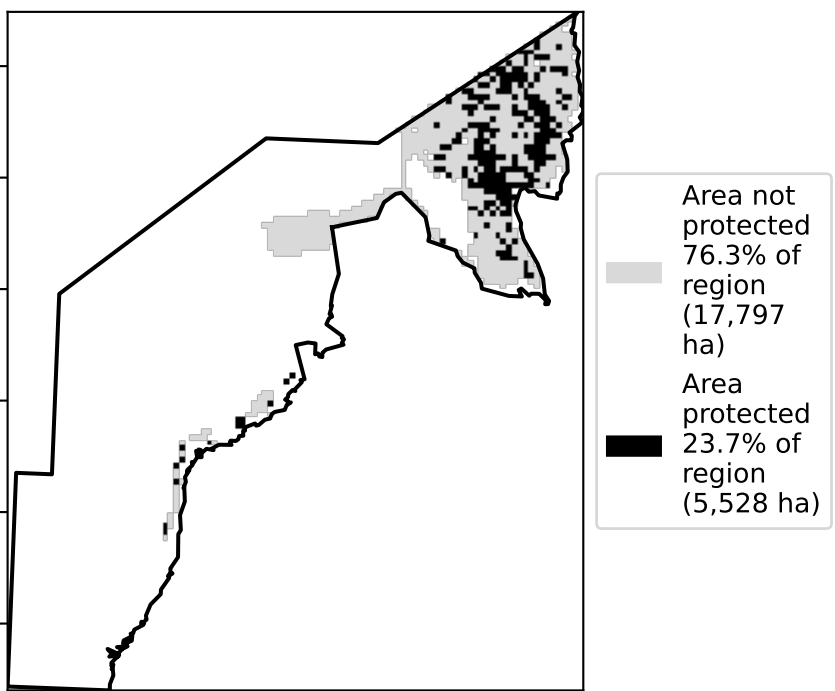 Area not
protected
76.3% of
region
(17,797
ha)
Area
protected
23.7% of
region
(5,528 ha)